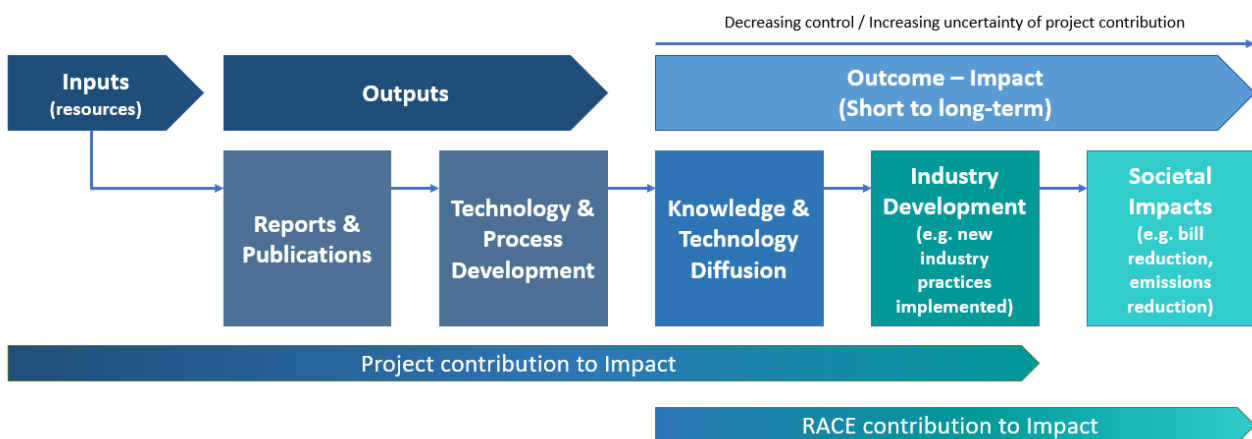 Decreasing control / Increasing uncertainty of project contribution
Inputs
(resources)
Outputs
Outcome – Impact
(Short to long-term)
Reports &
Publications
Technology &
Process
Development
Knowledge &
Technology
Diffusion
Industry
Development
(e.g. new
industry
practices
implemented)
Societal
Impacts
(e.g. bill
reduction,
emissions
reduction)
Project contribution to Impact
RACE contribution to Impact